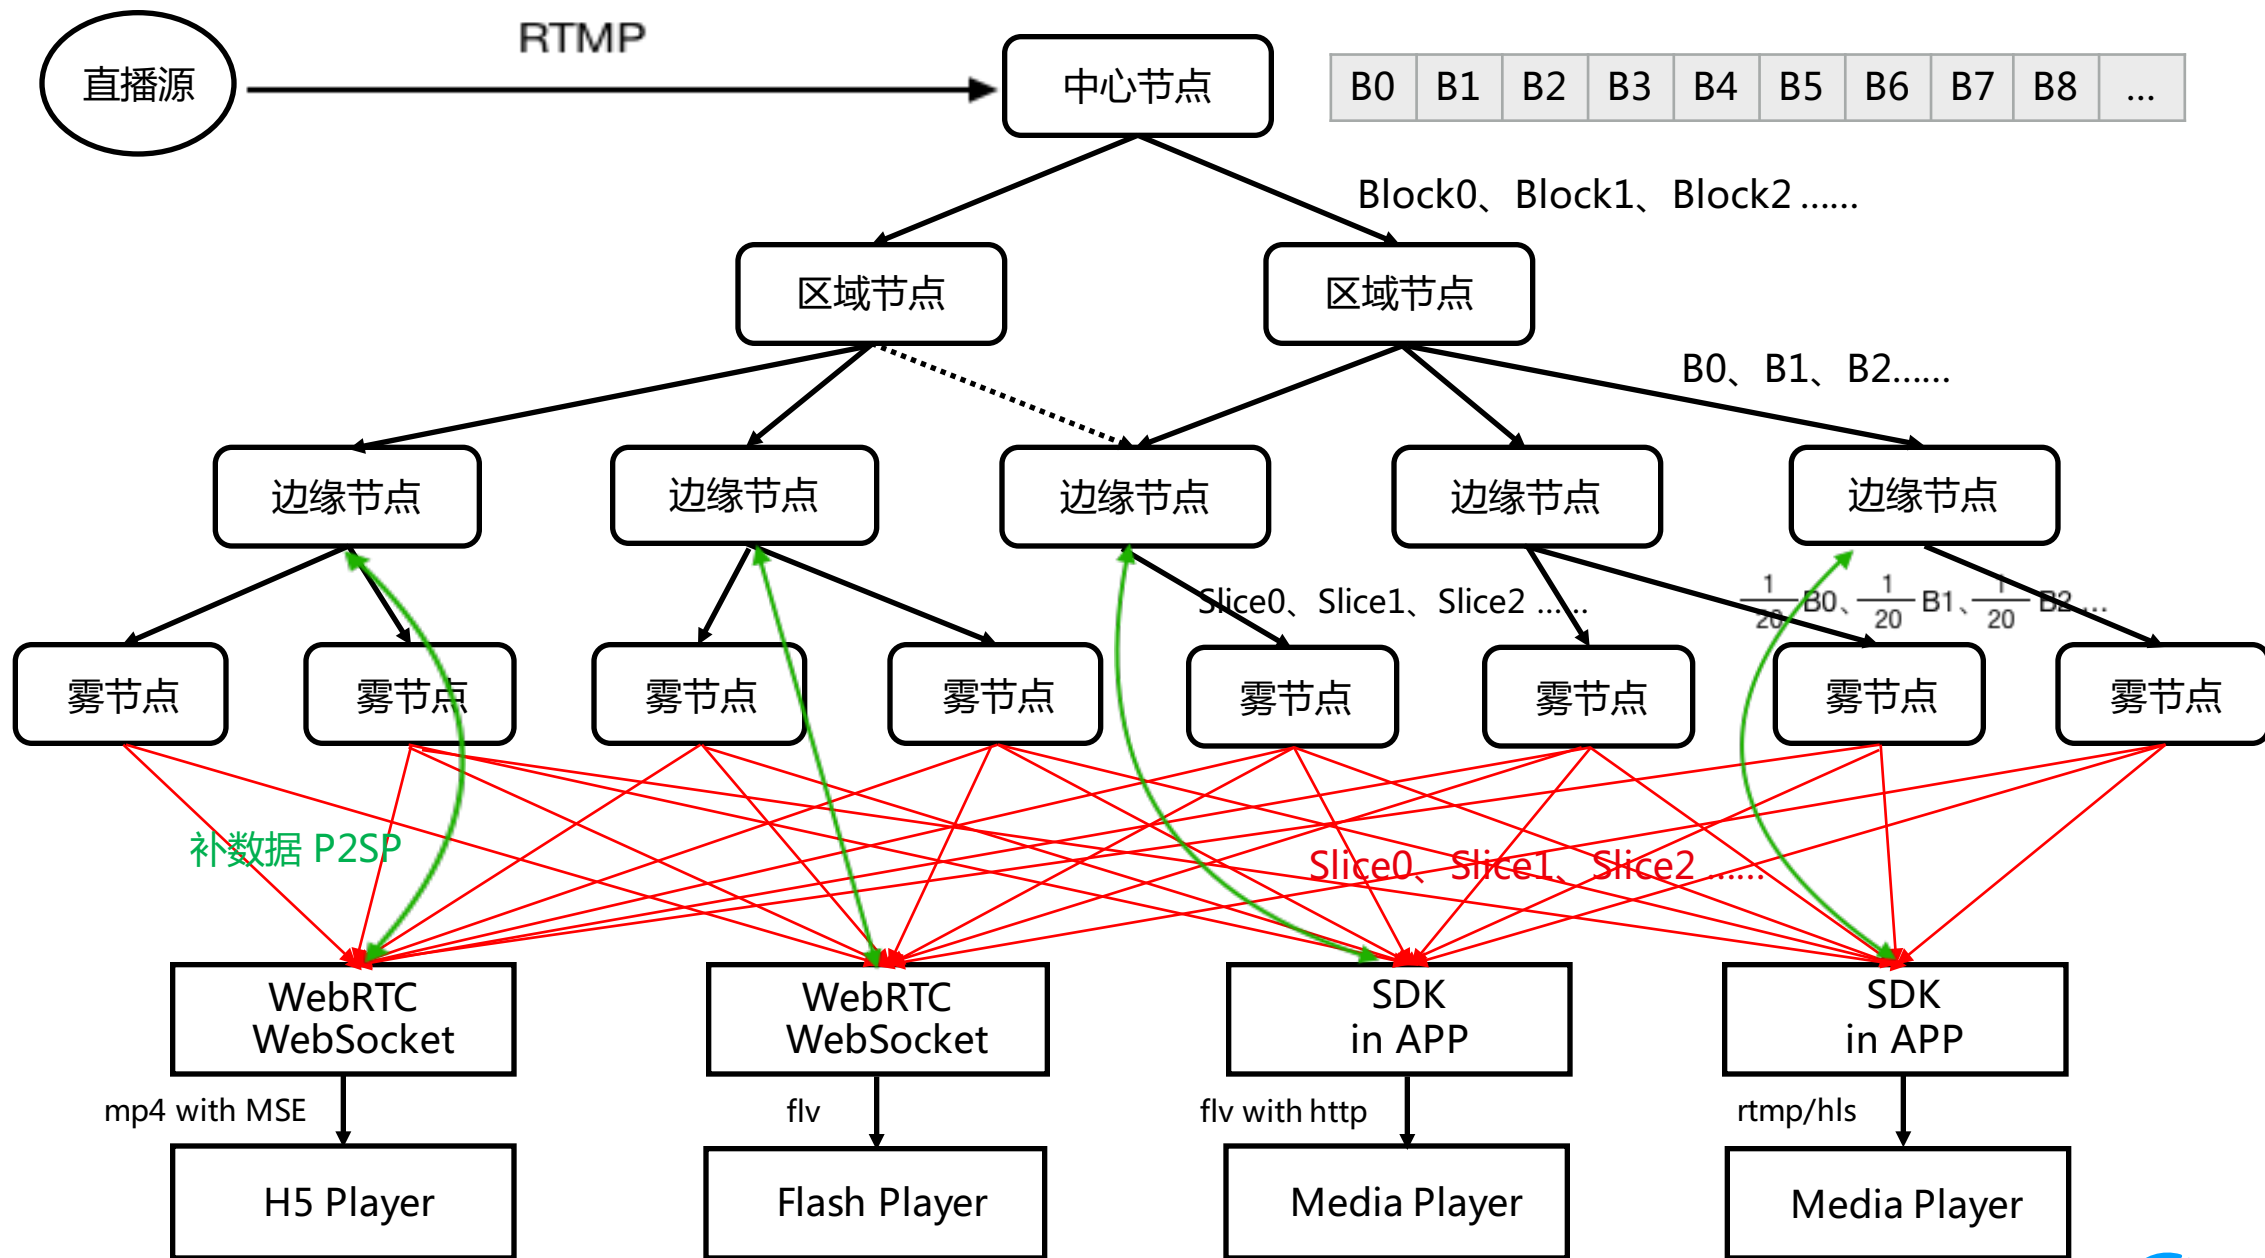 RTMP
直播源
中心节点
B0 B1 B2 B3 B4 B5 B6 B7 B8 ...
Block0、Block1、Block2 ......
区域节点
区域节点
B0、B1、B2......
边缘节点
边缘节点
边缘节点
边缘节点
边缘节点
Slice0、Slice1、Slice2 ......
1/20 B0、1/20 B1、1/20 B2...
雾节点
雾节点
雾节点
雾节点
雾节点
雾节点
雾节点
雾节点
补数据 P2SP
Slice0、Slice1、Slice2 ......
WebRTC
WebSocket
WebRTC
WebSocket
SDK
in APP
SDK
in APP
mp4 with MSE
flv
flv with http
rtmp/hls
H5 Player
Flash Player
Media Player
Media Player